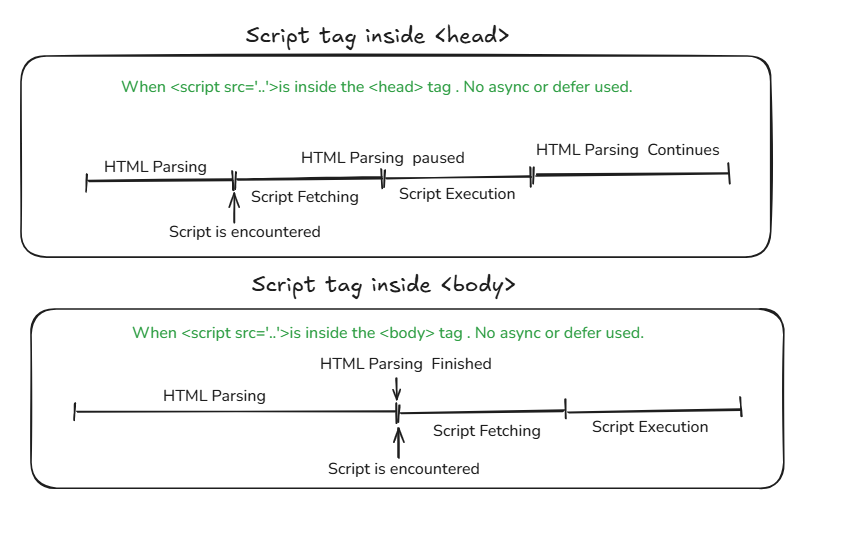 Script tag inside <head>
When <script src='..'>is inside the <head> tag . No async or defer used.
HTML Parsing
HTML Parsing  paused
HTML Parsing  Continues
Script Fetching
Script Execution
Script is encountered
Script tag inside <body>
When <script src='..'>is inside the <body> tag . No async or defer used.
HTML Parsing  Finished
HTML Parsing
Script Fetching
Script Execution
Script is encountered